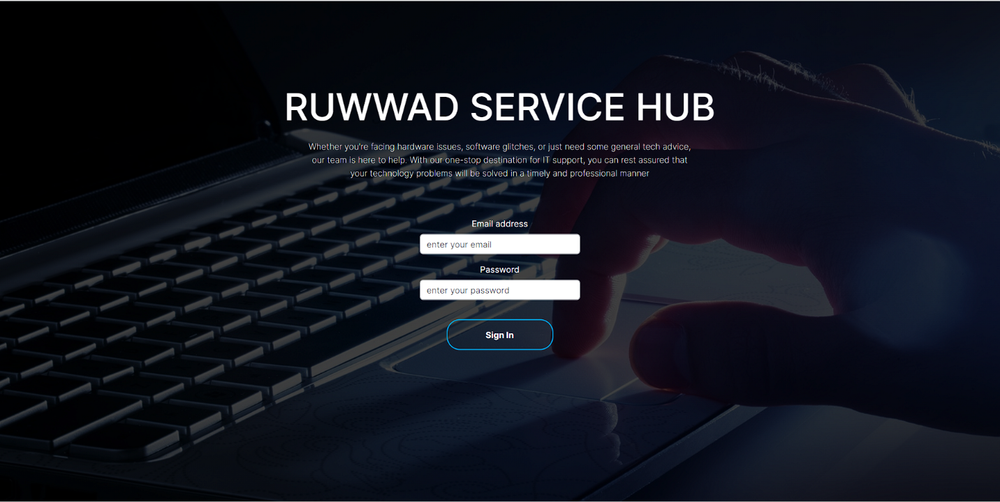 RUWWAD SERVICE HUB
Whether you're facing hardware issues, software glitches, or just need some general tech advice,
our team is here to help. With our one-stop destination for IT support, you can rest assured that
your technology problems will be solved in a timely and professional manner
Email address
enter your email
Password
enter your password
Sign In